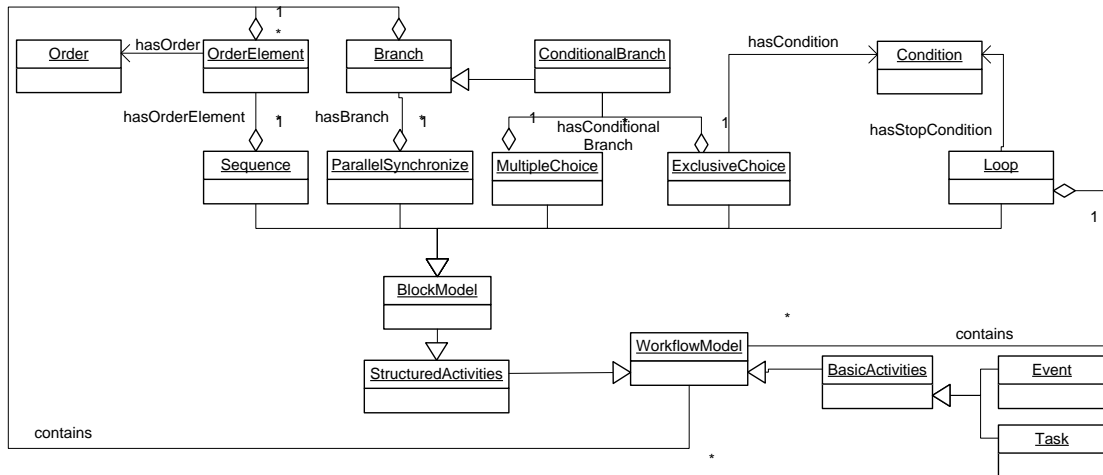 1
*
Order
hasOrder
OrderElement
Branch
ConditionalBranch
hasCondition
Condition
hasOrderElement
*
1
hasBranch
*
1
1
*
hasConditional
Branch
1
hasStopCondition
Sequence
ParallelSynchronize
MultipleChoice
ExclusiveChoice
Loop
1
BlockModel
*
WorkflowModel
contains
StructuredActivities
BasicActivities
Event
contains
*
Task